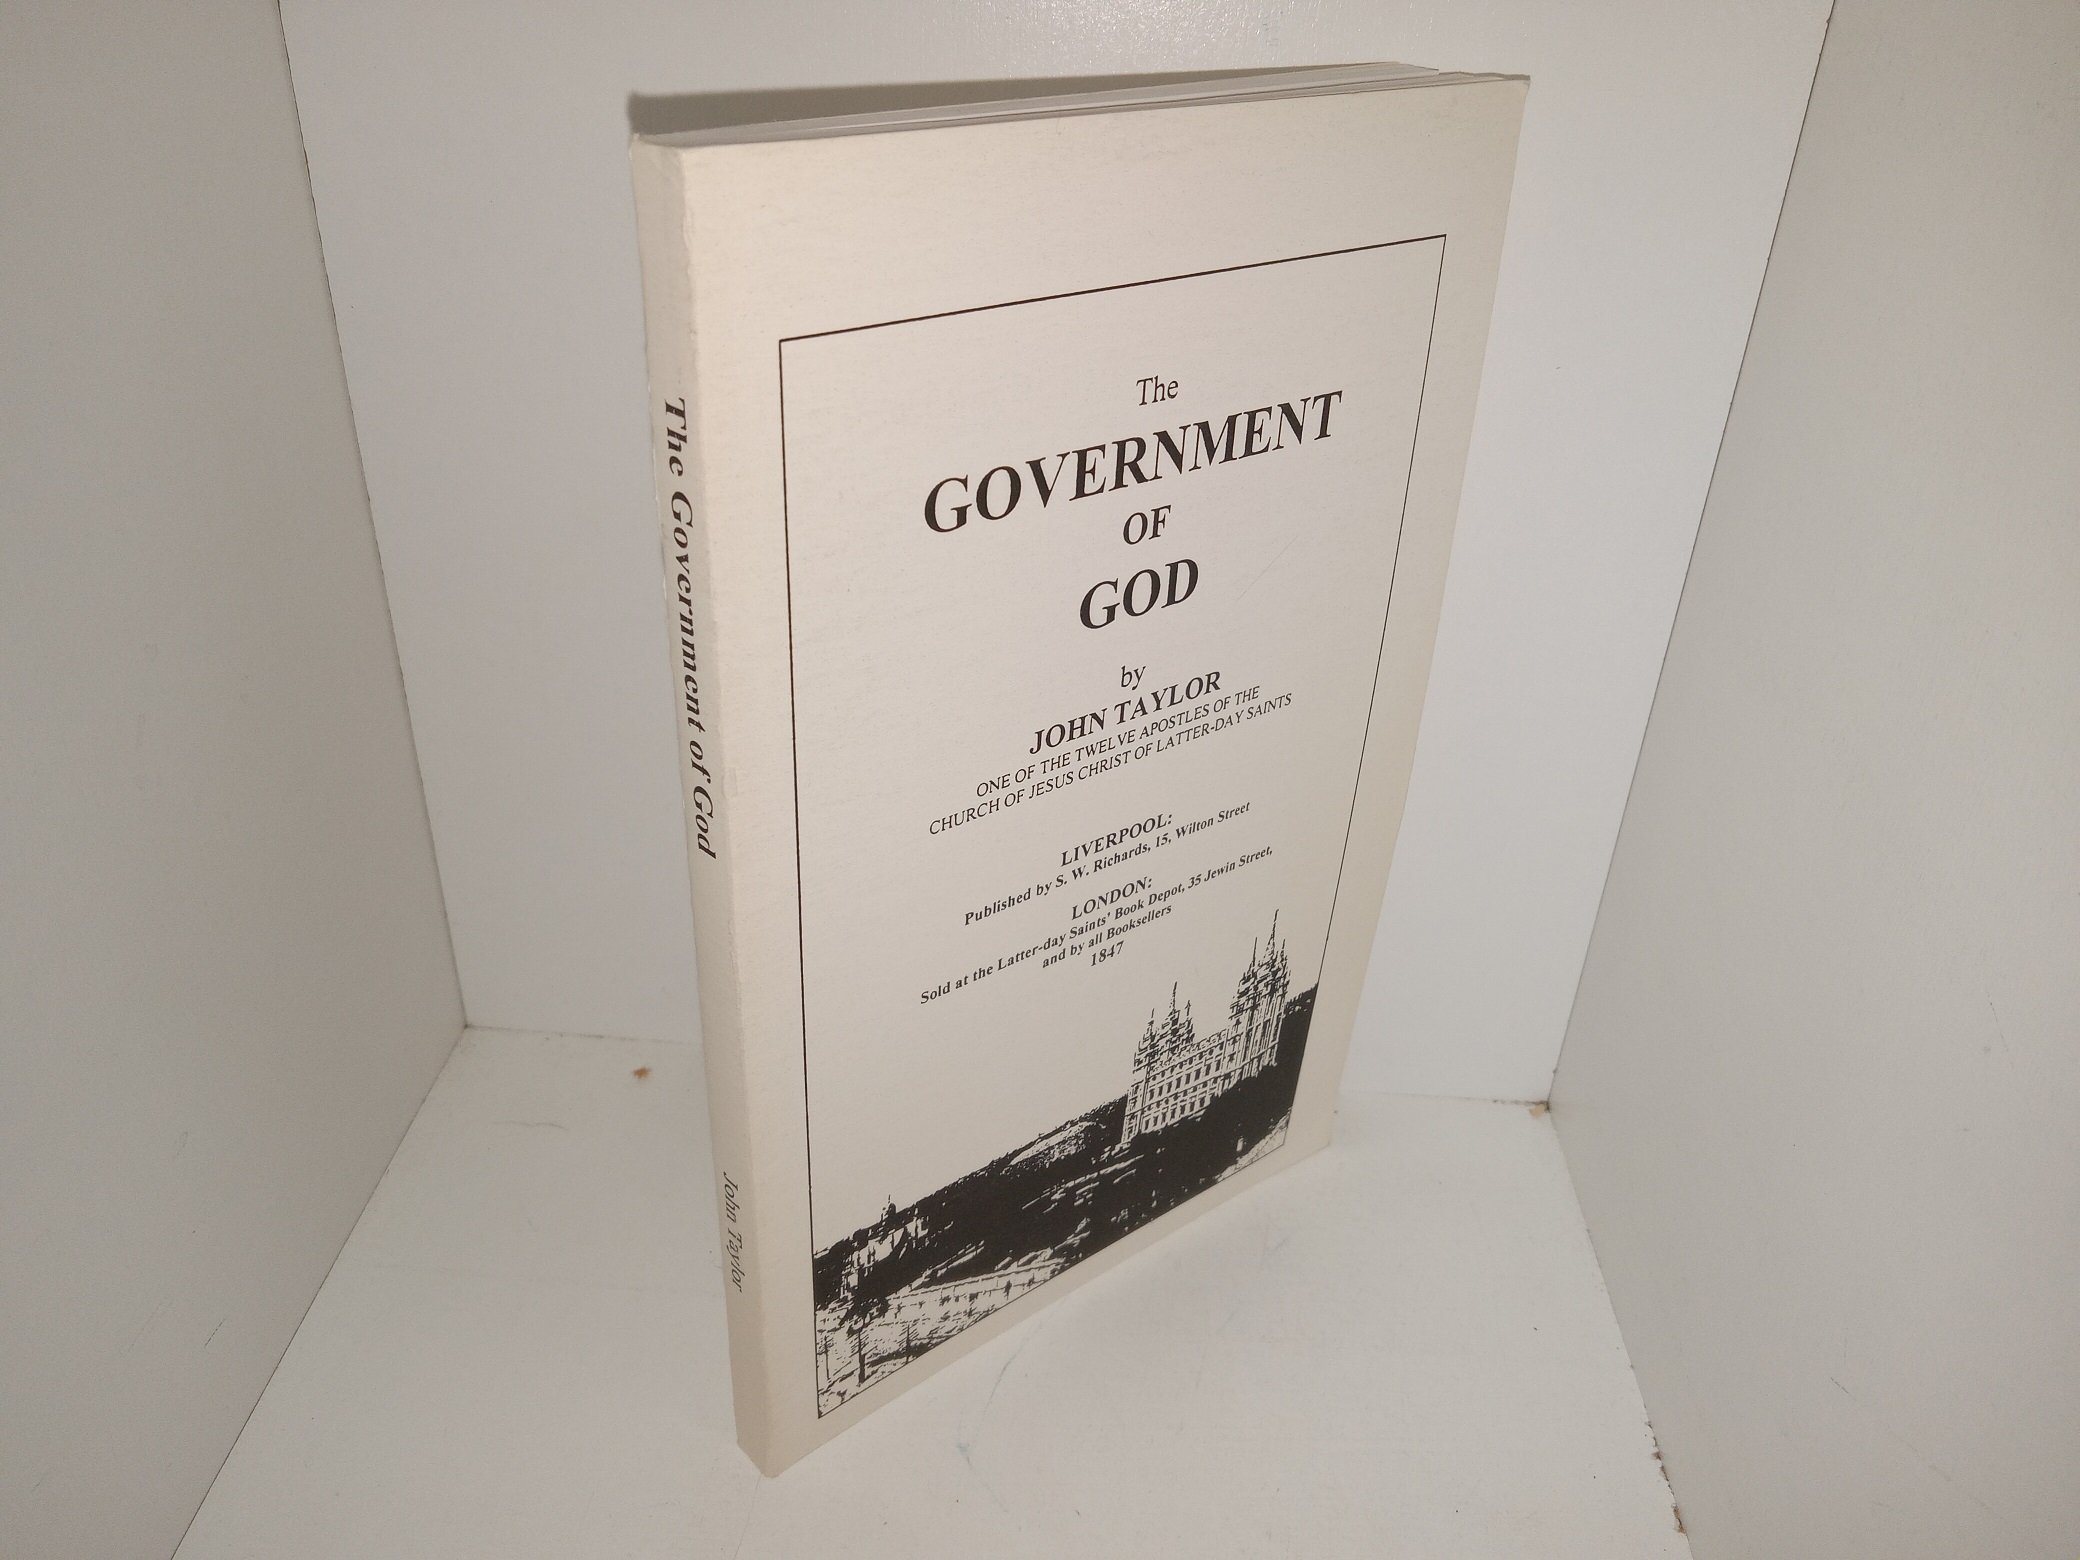 The Government of God
John Taylor
The
GOVERNMENT
OF
GOD
by
JOHN TAYLOR
ONE OF THE TWELVE APOSTLES OF THE
CHURCH OF JESUS CHRIST OF LATTER-DAY SAINTS
LIVERPOOL:
Published by S. W. Richards, 15, Wilton Street
LONDON:
Sold at the Latter-day Saints' Book Depot, 35 Jewin Street,
and by all Booksellers
1847